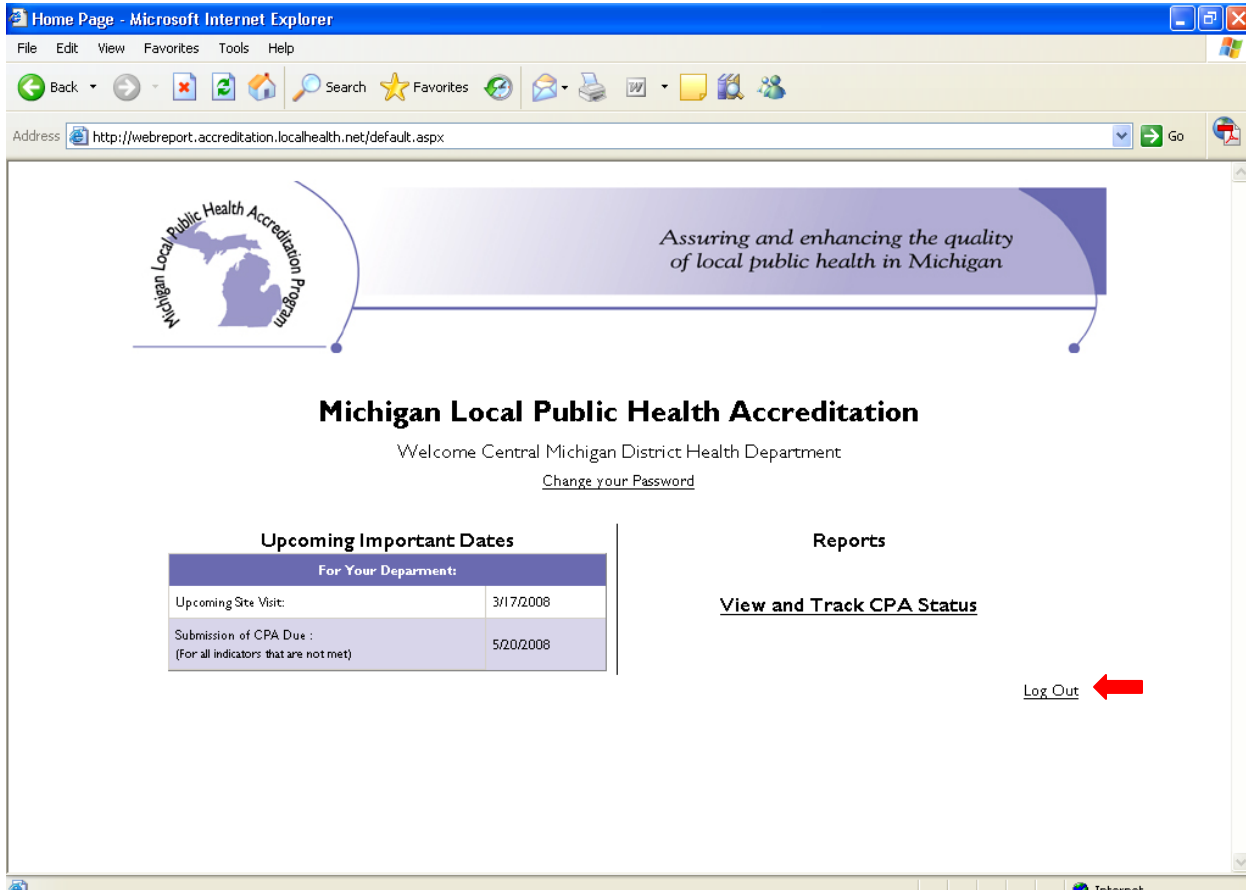 Home Page - Microsoft Internet Explorer
File Edit View Favorites Tools Help
Back Search Favorites
Address http://webreport.accreditation.localhealth.net/default.aspx Go
Michigan Local Public Health Accreditation Program
Assuring and enhancing the quality
of local public health in Michigan
Michigan Local Public Health Accreditation
Welcome Central Michigan District Health Department
Change your Password
Upcoming Important Dates
For Your Deparment:
Upcoming Site Visit: 3/17/2008
Submission of CPA Due :
(For all indicators that are not met) 5/20/2008
Reports
View and Track CPA Status
Log Out
Internet